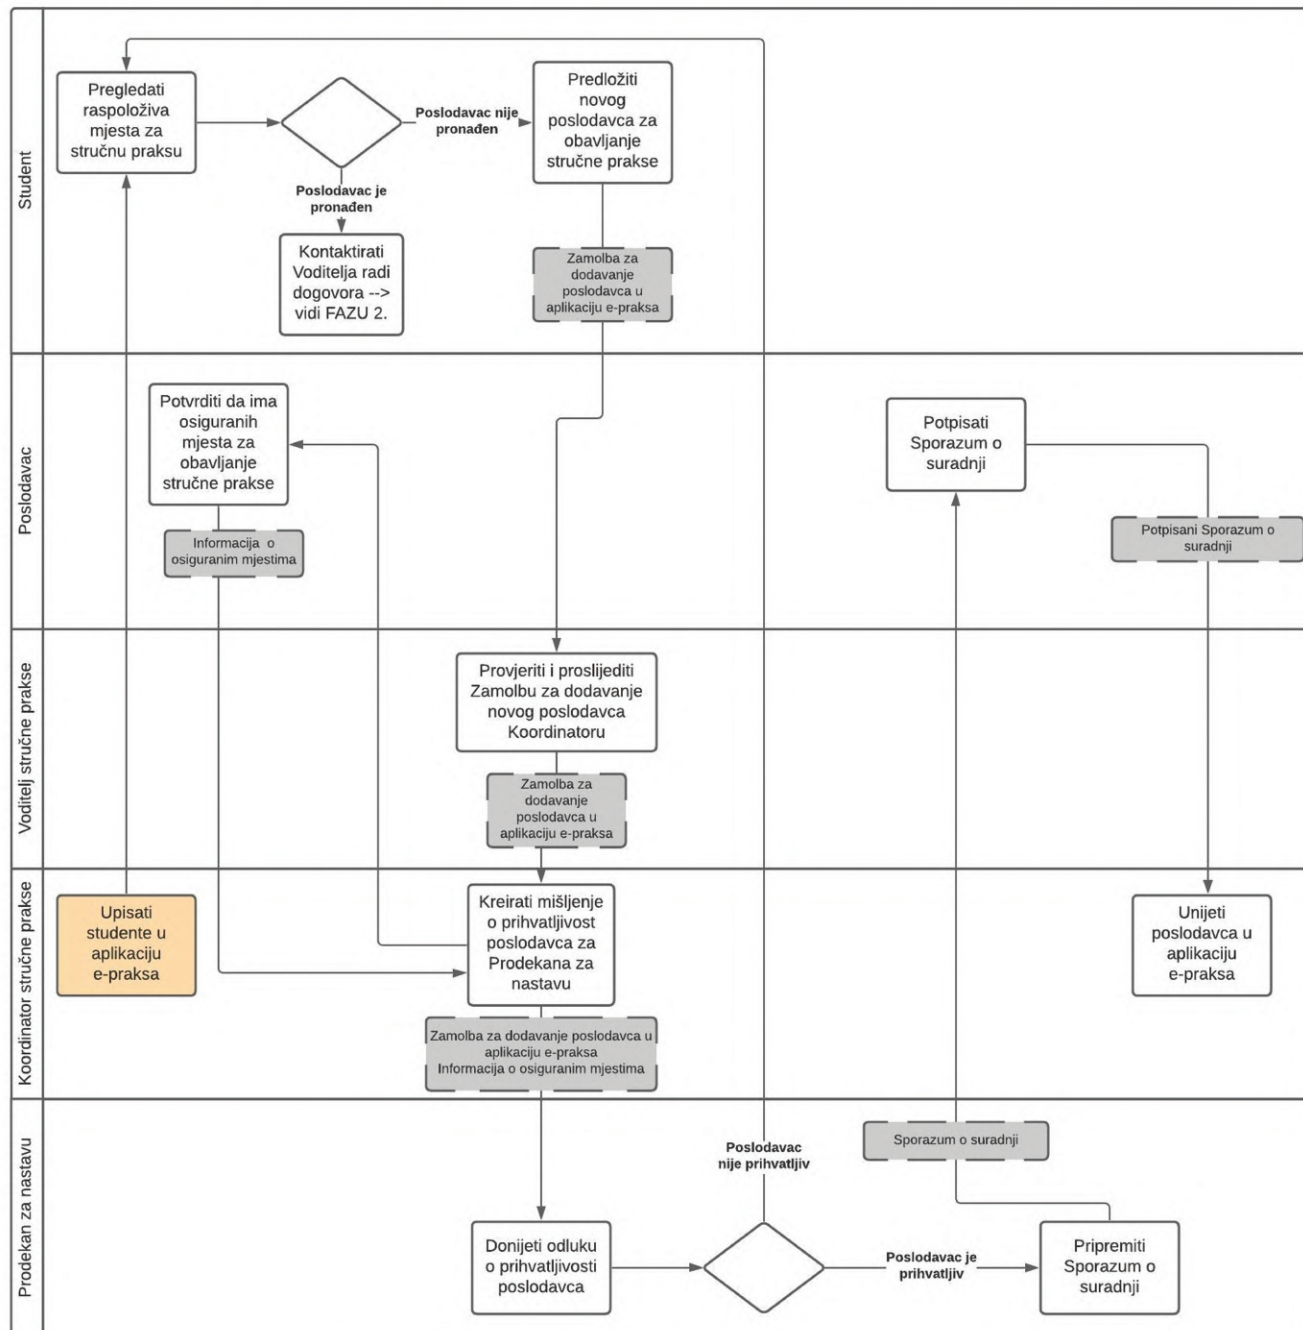 Student
Pregledati
raspoloživa
mjesta za
stručnu praksu
Poslodavac nije
pronađen
Predložiti
novog
poslodavca za
obavljanje
stručne prakse
Poslodavac je
pronađen
Kontaktirati
Voditelja radi
dogovora -->
vidi FAZU 2.
Zamolba za
dodavanje
poslodavca u
aplikaciju e-praksa
Poslodavac
Potvrditi da ima
osiguranih
mjesta za
obavljanje
stručne prakse
Informacija o
osiguranim mjestima
Potpisati
Sporazum o
suradnji
Potpisani Sporazum o
suradnji
Voditelj stručne prakse
Provjeriti i proslijediti
Zamolbu za dodavanje
novog poslodavca
Koordinatoru
Zamolba za
dodavanje
poslodavca u
aplikaciju e-praksa
Koordinator stručne prakse
Upisati
studente u
aplikaciju
e-praksa
Kreirati mišljenje
o prihvatljivost
poslodavca za
Prodekana za
nastavu
Unijeti
poslodavca u
aplikaciju
e-praksa
Zamolba za dodavanje poslodavca u
aplikaciju e-praksa
Informacija o osiguranim mjestima
Prodekan za nastavu
Donijeti odluku
o prihvatljivosti
poslodavca
Poslodavac
nije prihvatljiv
Poslodavac je
prihvatljiv
Sporazum o suradnji
Pripremiti
Sporazum o
suradnji